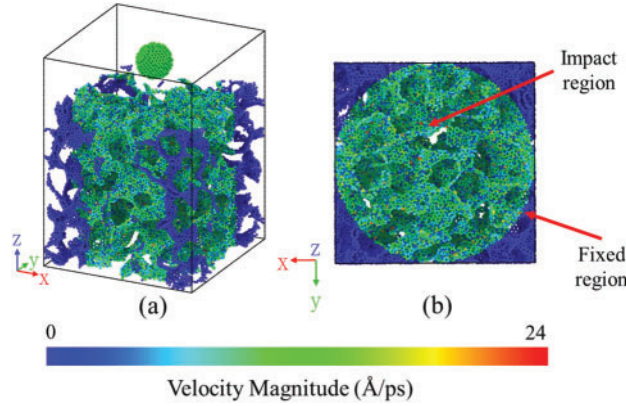 Impact
region
z
y
x
(a)
x
z
y
(b)
Fixed
region
0
24
Velocity Magnitude (Å/ps)